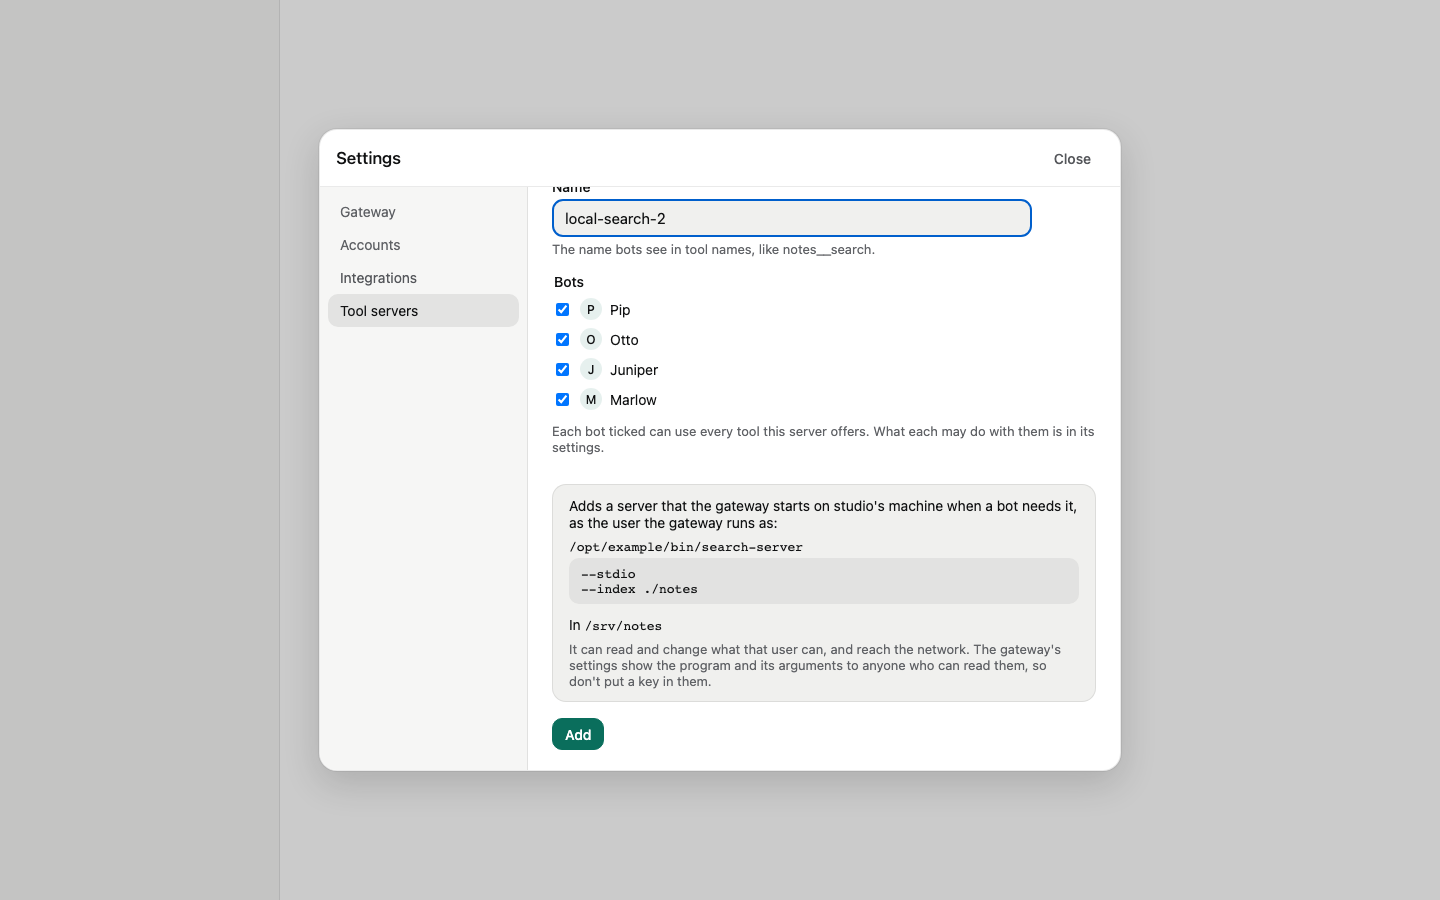 Settings
Close
Gateway
Accounts
Integrations
Tool servers
Name
local-search-2
The name bots see in tool names, like notes__search.
Bots
P Pip
O Otto
J Juniper
M Marlow
Each bot ticked can use every tool this server offers. What each may do with them is in its
settings.
Adds a server that the gateway starts on studio's machine when a bot needs it,
as the user the gateway runs as:
/opt/example/bin/search-server
--stdio
--index ./notes
In /srv/notes
It can read and change what that user can, and reach the network. The gateway's
settings show the program and its arguments to anyone who can read them, so
don't put a key in them.
Add